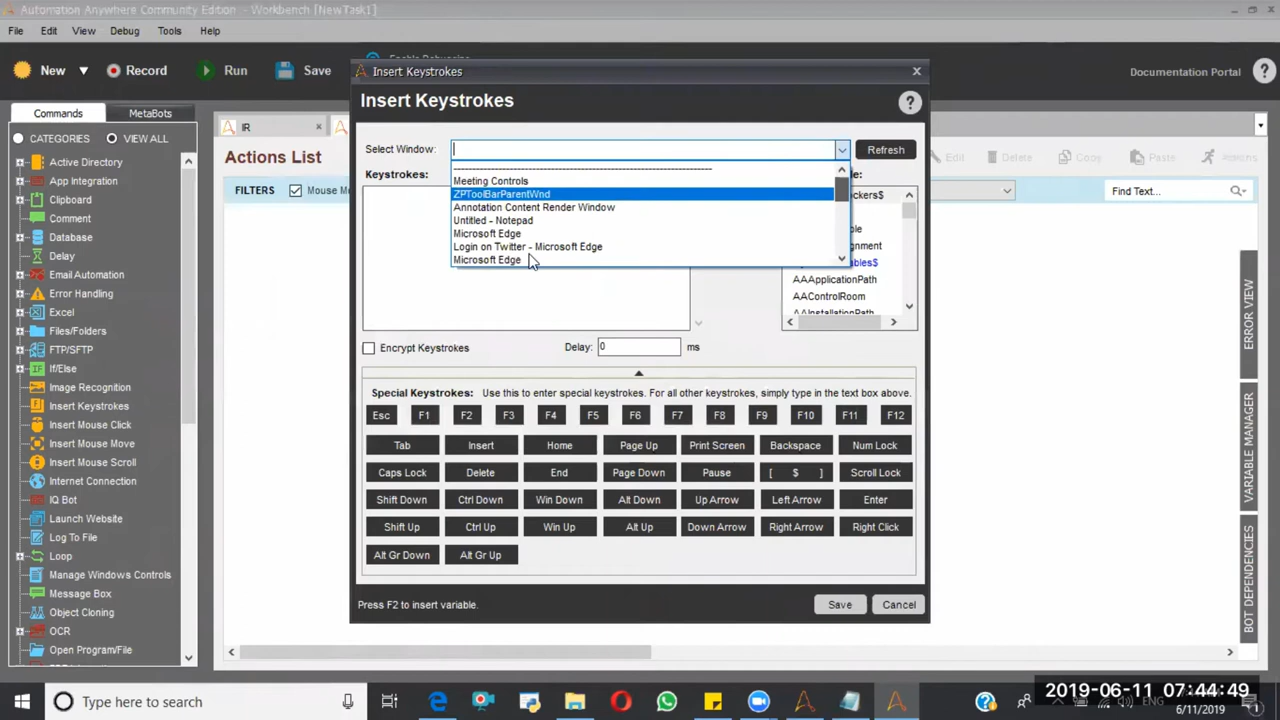 Automation Anywhere Community Edition - Workbench [NewTask1]
File Edit View Debug Tools Help
New Record Run Save Documentation Portal
Insert Keystrokes
Insert Keystrokes
Commands MetaBots
CATEGORIES VIEW ALL
Active Directory
App Integration
Clipboard
Comment
Database
Delay
Email Automation
Error Handling
Excel
Files/Folders
FTP/SFTP
If/Else
Image Recognition
Insert Keystrokes
Insert Mouse Click
Insert Mouse Move
Insert Mouse Scroll
Internet Connection
IQ Bot
Launch Website
Log To File
Loop
Manage Windows Controls
Message Box
Object Cloning
OCR
Open Program/File
IR
Actions List
FILTERS Mouse
Edit Delete Copy Paste Actions
Find Text...
Select Window: Refresh
Keystrokes:
Meeting Controls
ZPToolBarParentWnd
Annotation Content Render Window
Untitled - Notepad
Microsoft Edge
Login on Twitter - Microsoft Edge
Microsoft Edge
AAApplicationPath
AAControlRoom
AAInstallationPath
Encrypt Keystrokes Delay: 0 ms
Special Keystrokes: Use this to enter special keystrokes. For all other keystrokes, simply type in the text box above.
Esc F1 F2 F3 F4 F5 F6 F7 F8 F9 F10 F11 F12
Tab Insert Home Page Up Print Screen Backspace Num Lock
Caps Lock Delete End Page Down Pause [ $ ] Scroll Lock
Shift Down Ctrl Down Win Down Alt Down Up Arrow Left Arrow Enter
Shift Up Ctrl Up Win Up Alt Up Down Arrow Right Arrow Right Click
Alt Gr Down Alt Gr Up
Press F2 to insert variable. Save Cancel
ERROR VIEW
VARIABLE MANAGER
BOT DEPENDENCIES
Type here to search
2019-06-11 07:44:49
6/11/2019